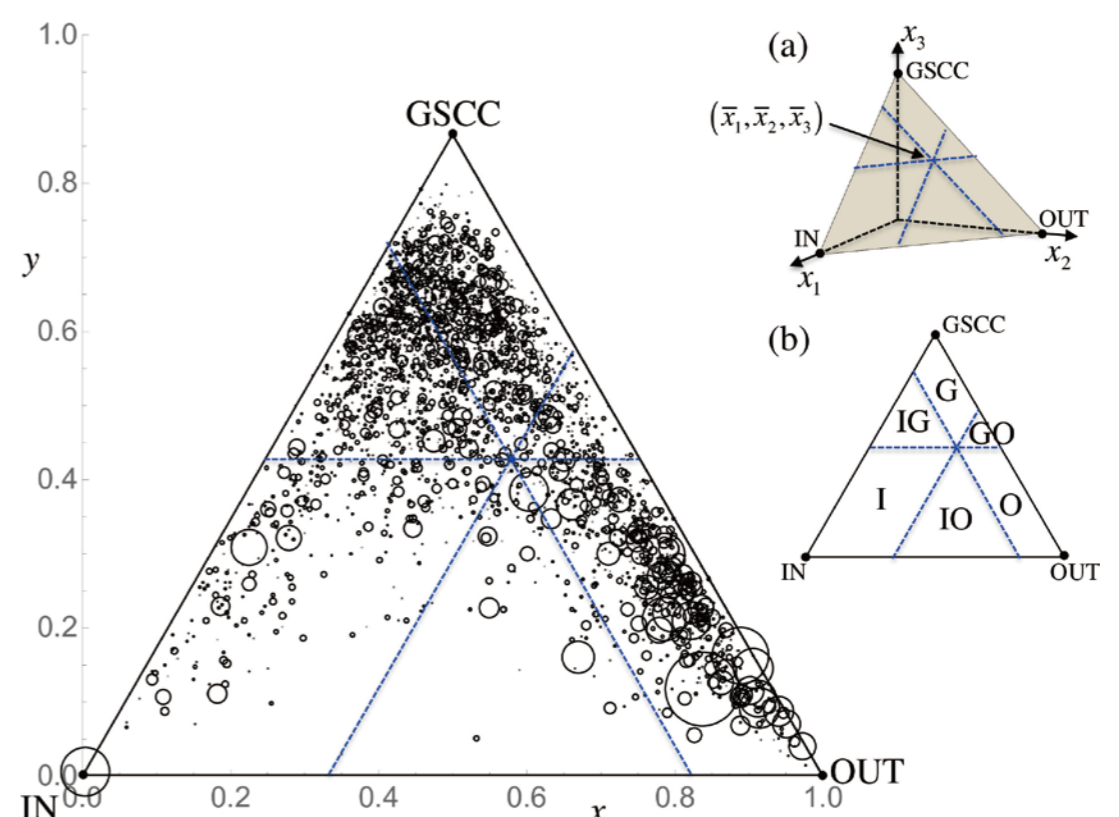 1.0
0.8
0.6
0.4
0.2
0.0
y
GSCC
IN
OUT
0.0
0.2
0.4
0.6
0.8
1.0
x
(a)
x₃
GSCC
(x̄₁, x̄₂, x̄₃)
IN
x₁
OUT
x₂
(b)
GSCC
G
IG
GO
I
IO
O
IN
OUT